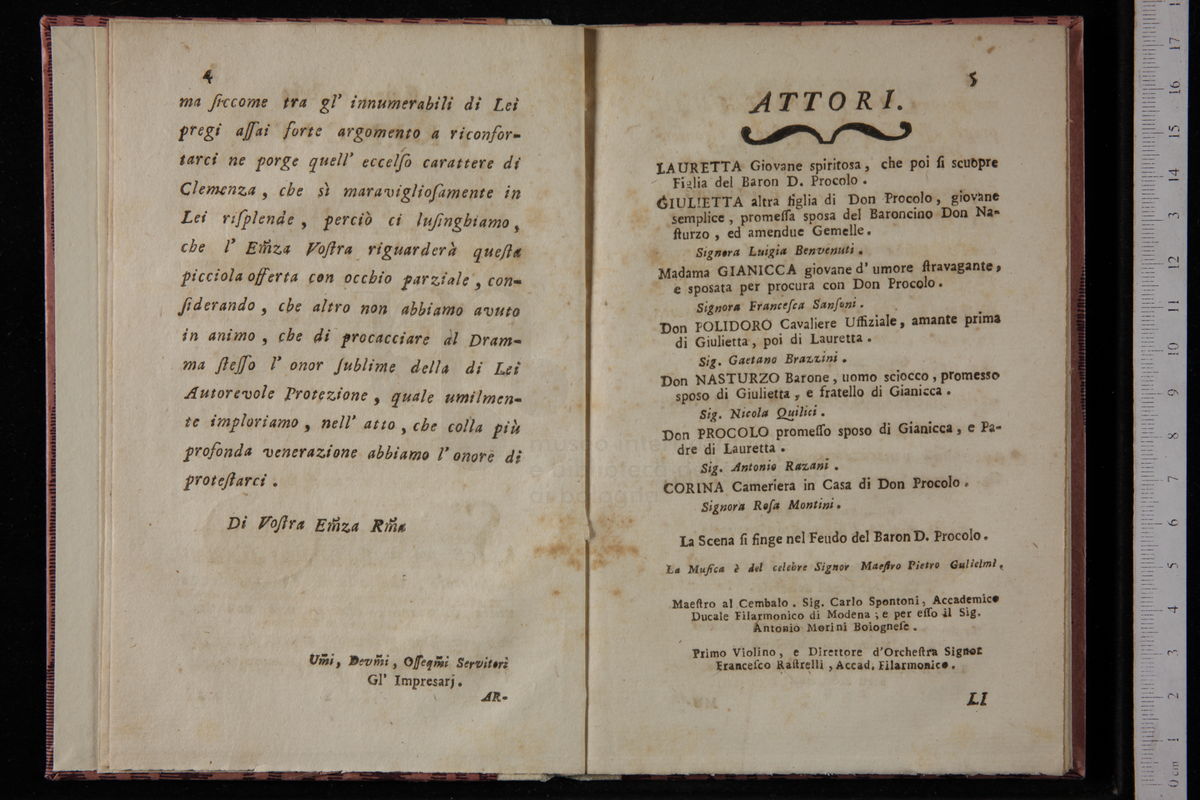 4
ma ſiccome tra gl' innumerabili di Lei
pregi aſſai forte argomento a riconfor-
tarci ne porge quell' eccelſo carattere di
Clemenza, che sì maraviglioſamente in
Lei riſplende, perciò ci luſinghiamo,
che l' Em̃za Voſtra riguarderà queſta
picciola offerta con occhio parziale, con-
ſiderando, che altro non abbiamo avuto
in animo, che di procacciare al Dram-
ma ſteſſo l' onor ſublime della di Lei
Autorevole Protezione, quale umilmen-
te imploriamo, nell' atto, che colla più
profonda venerazione abbiamo l' onore di
proteſtarci.
Di Voſtra Em̃za Rm̃a
Um̃i, Devm̃i, Oſſeqm̃i Servitori
Gl' Impresarj.
AR-
5
ATTORI.
LAURETTA Giovane spiritosa, che poi ſi scuopre
Figlia del Baron D. Procolo.
GIULIETTA altra figlia di Don Procolo, giovane
semplice, promeſſa sposa del Baroncino Don Na-
ſturzo, ed amendue Gemelle.
Signora Luigia Benvenuti.
Madama GIANICCA giovane d' umore ſtravagante,
e sposata per procura con Don Procolo.
Signora Franceſca Sanſoni.
Don POLIDORO Cavaliere Uffiziale, amante prima
di Giulietta, poi di Lauretta.
Sig. Gaetano Brazzini.
Don NASTURZO Barone, uomo sciocco, promesso
sposo di Giulietta, e fratello di Gianicca.
Sig. Nicola Quilici.
Don PROCOLO promeſſo sposo di Gianicca, e Pa-
dre di Lauretta.
Sig. Antonio Razani.
CORINA Cameriera in Casa di Don Procolo.
Signora Roſa Montini.
La Scena ſi finge nel Feudo del Baron D. Procolo.
La Muſica è del celebre Signor Maeſtro Pietro Gulielmi.
Maeſtro al Cembalo. Sig. Carlo Spontoni, Accademico
Ducale Filarmonico di Modena; e per eſſo il Sig.
Antonio Morini Bologneſe.
Primo Violino, e Direttore d'Orcheſtra Signor
Franceſco Raſtrelli, Accad. Filarmonico.
LI